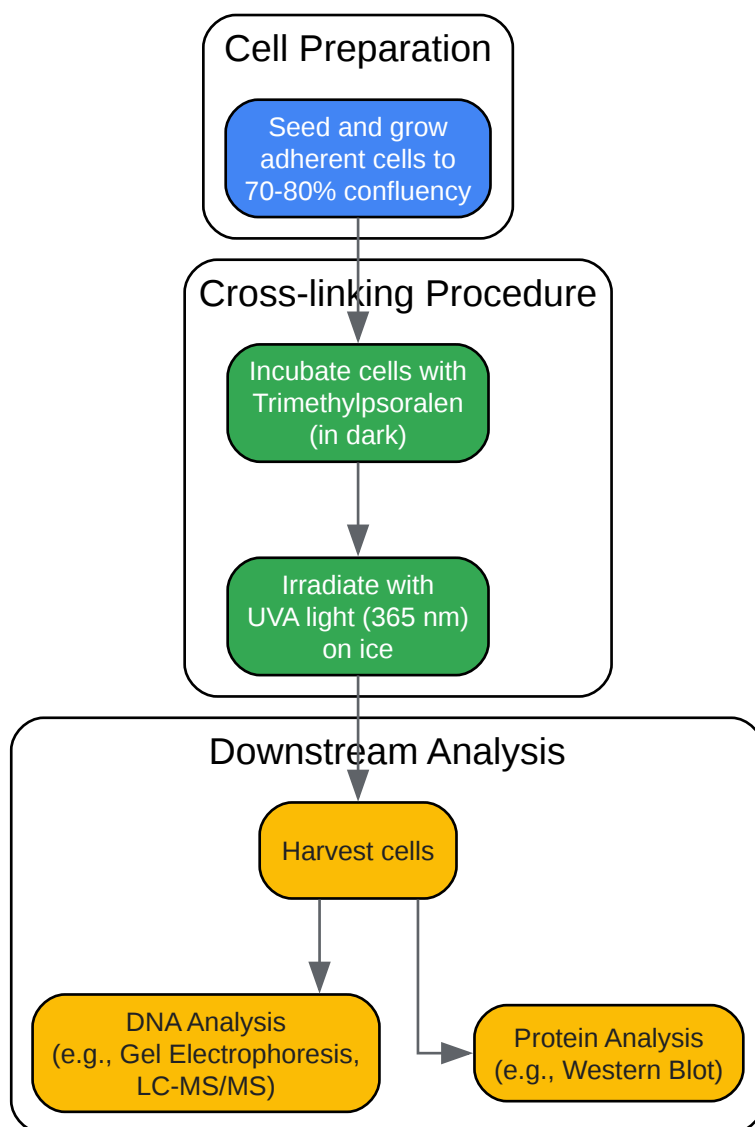 Cell Preparation
Seed and grow
adherent cells to
70-80% confluency
Cross-linking Procedure
Incubate cells with
Trimethylpsoralen
(in dark)
Irradiate with
UVA light (365 nm)
on ice
Downstream Analysis
Harvest cells
DNA Analysis
(e.g., Gel Electrophoresis,
LC-MS/MS)
Protein Analysis
(e.g., Western Blot)